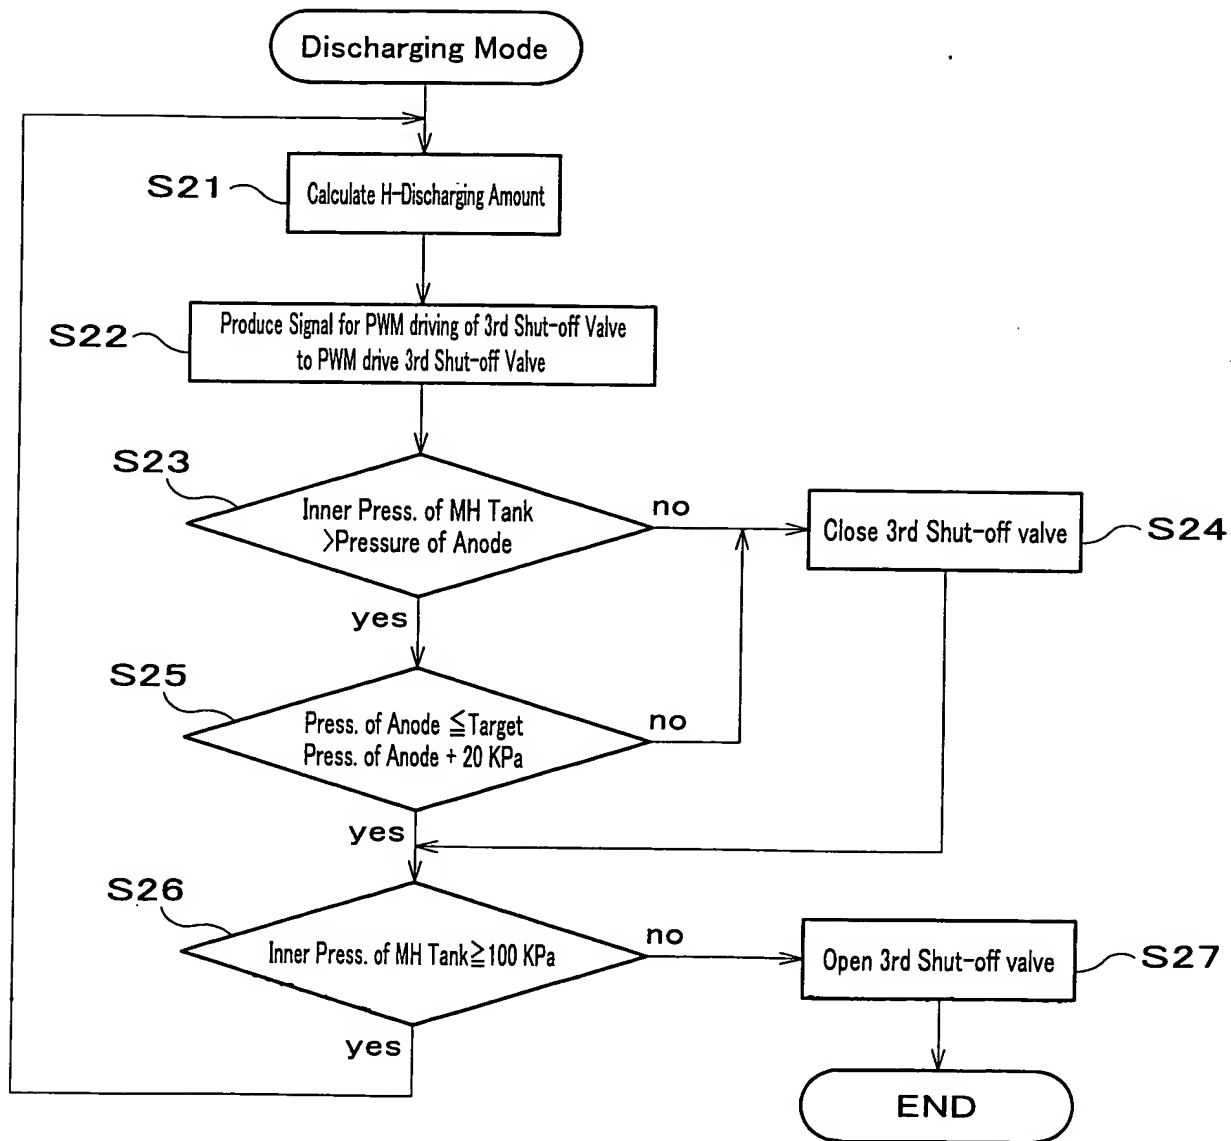 Discharging Mode
S21
Calculate H-Discharging Amount
S22
Produce Signal for PWM driving of 3rd Shut-off Valve
to PWM drive 3rd Shut-off Valve
S23
Inner Press. of MH Tank
>Pressure of Anode
no
Close 3rd Shut-off valve
S24
yes
S25
Press. of Anode ≦Target
Press. of Anode + 20 KPa
no
yes
S26
Inner Press. of MH Tank≧100 KPa
no
Open 3rd Shut-off valve
S27
yes
END